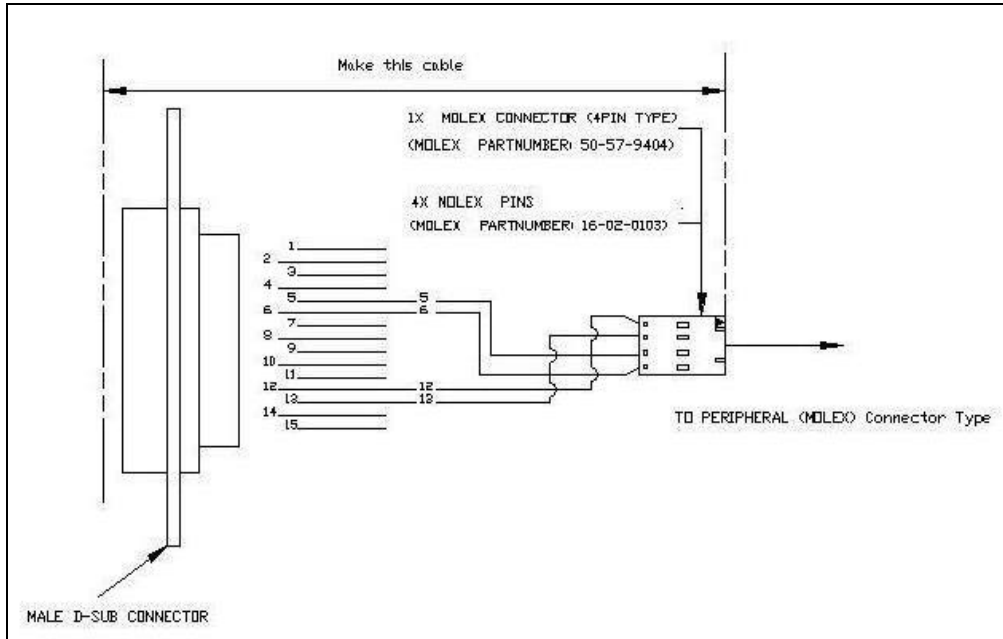 Make this cable
1X MOLEX CONNECTOR (4PIN TYPE)
(MOLEX PARTNUMBER: 50-57-9404)
4X NOLEX PINS
(MOLEX PARTNUMBER: 16-02-0103)
1
2
3
4
5 5
6 6
7
8
9
10
11
12 12
13 13
14
15
TO PERIPHERAL (MOLEX) Connector Type
MALE D-SUB CONNECTOR